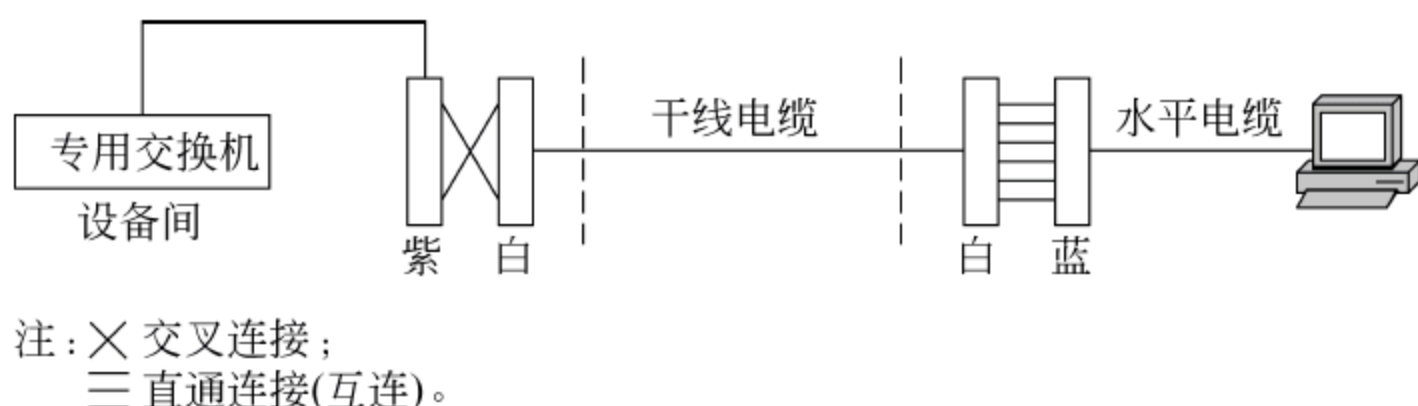 专用交换机
设备间
紫
白
干线电缆
白
蓝
水平电缆
注:╳ 交叉连接;
二 直通连接(互连)。